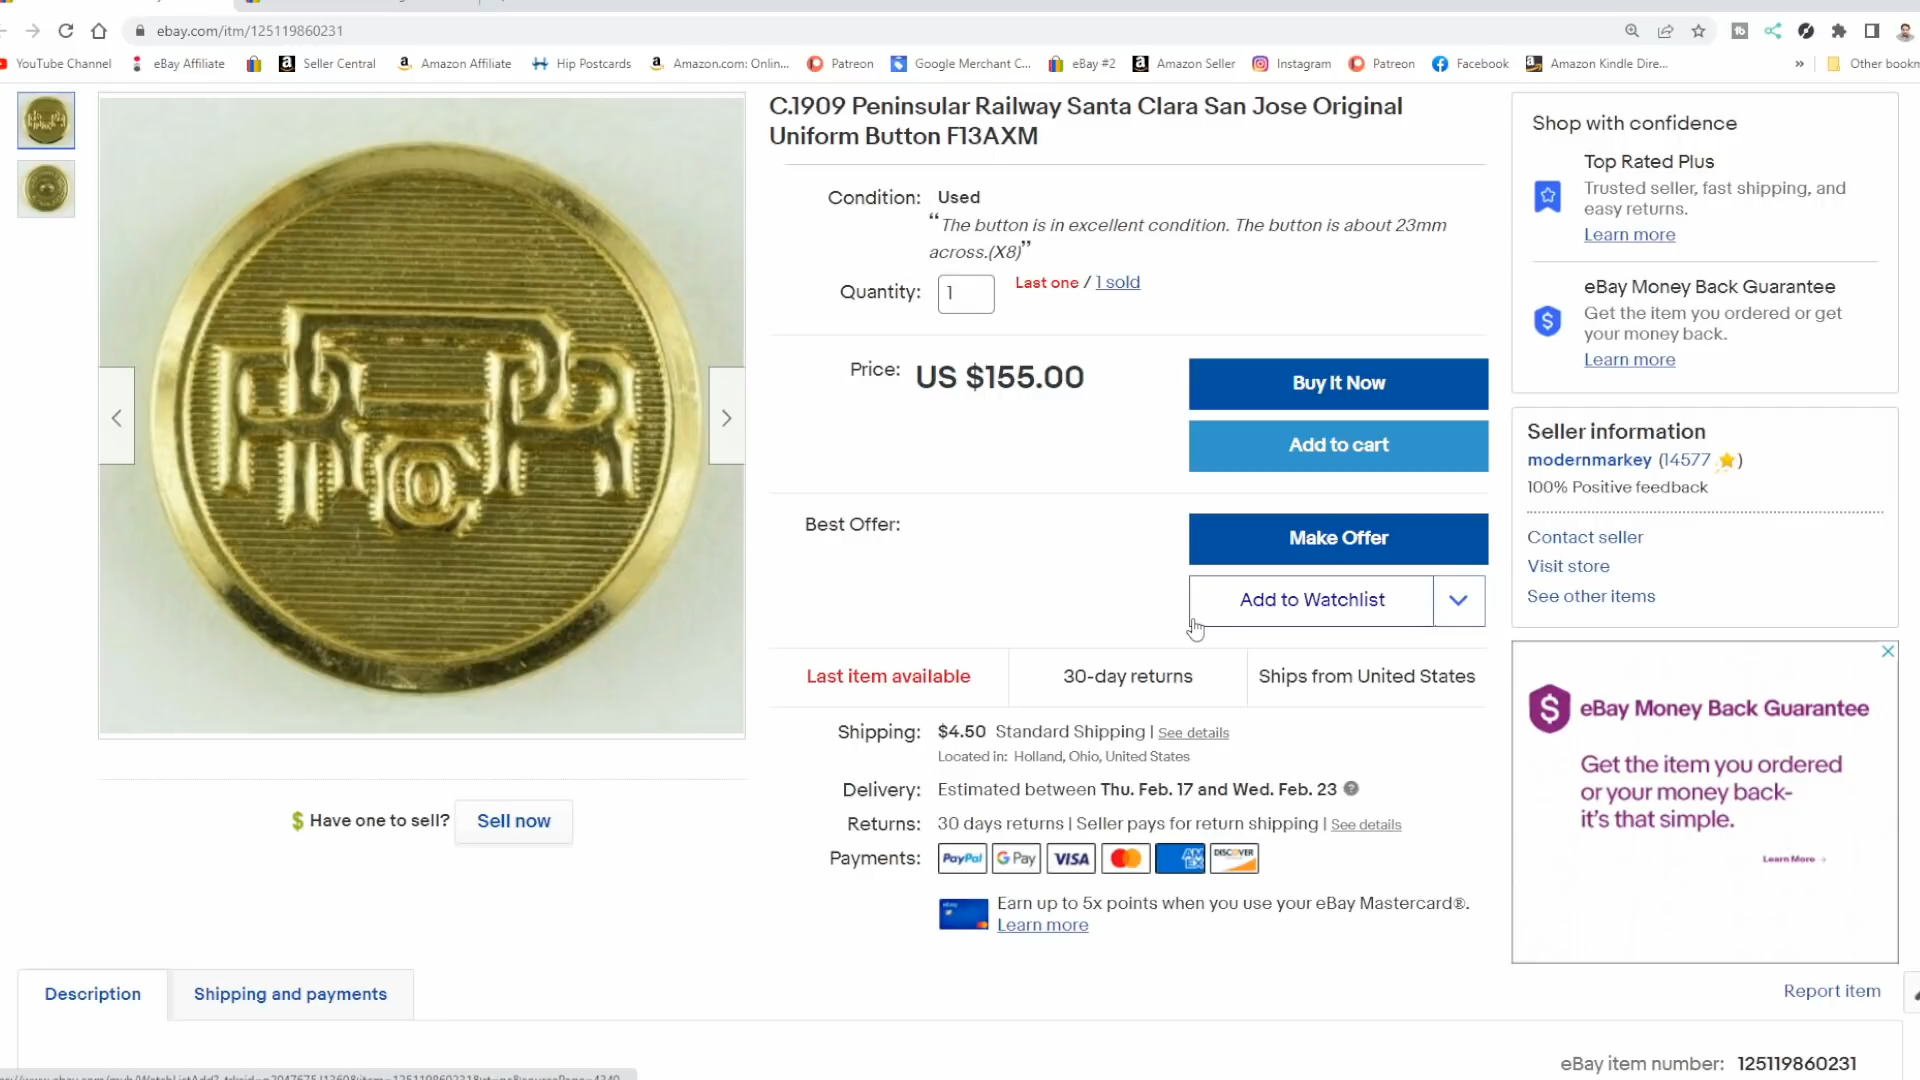 ebay.com/itm/125119860231
YouTube Channel
eBay Affiliate
Seller Central
Amazon Affiliate
Hip Postcards
Amazon.com: Onlin...
Patreon
Google Merchant C...
eBay #2
Amazon Seller
Instagram
Patreon
Facebook
Amazon Kindle Dire...
»
Other bookm
C.1909 Peninsular Railway Santa Clara San Jose Original
Uniform Button F13AXM
Condition: Used
“The button is in excellent condition. The button is about 23mm
across.(X8)”
Quantity: 1 Last one / 1 sold
Price: US $155.00
Buy It Now
Add to cart
Best Offer:
Make Offer
Add to Watchlist
Last item available
30-day returns
Ships from United States
Shipping: $4.50 Standard Shipping | See details
Located in: Holland, Ohio, United States
Delivery: Estimated between Thu. Feb. 17 and Wed. Feb. 23
Returns: 30 days returns | Seller pays for return shipping | See details
Payments: PayPal G Pay VISA AMEX DISCOVER
Earn up to 5x points when you use your eBay Mastercard®.
Learn more
$ Have one to sell? Sell now
Shop with confidence
Top Rated Plus
Trusted seller, fast shipping, and
easy returns.
Learn more
eBay Money Back Guarantee
Get the item you ordered or get
your money back.
Learn more
Seller information
modernmarkey (14577 )
100% Positive feedback
Contact seller
Visit store
See other items
eBay Money Back Guarantee
Get the item you ordered
or your money back-
it's that simple.
Learn More →
Description
Shipping and payments
Report item
eBay item number: 125119860231